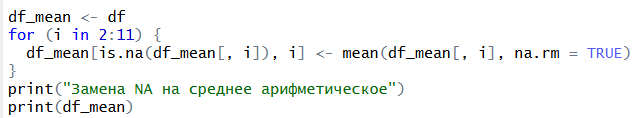 df_mean <- df
for (i in 2:11) {
  df_mean[is.na(df_mean[, i]), i] <- mean(df_mean[, i], na.rm = TRUE)
}
print("Замена NA на среднее арифметическое")
print(df_mean)